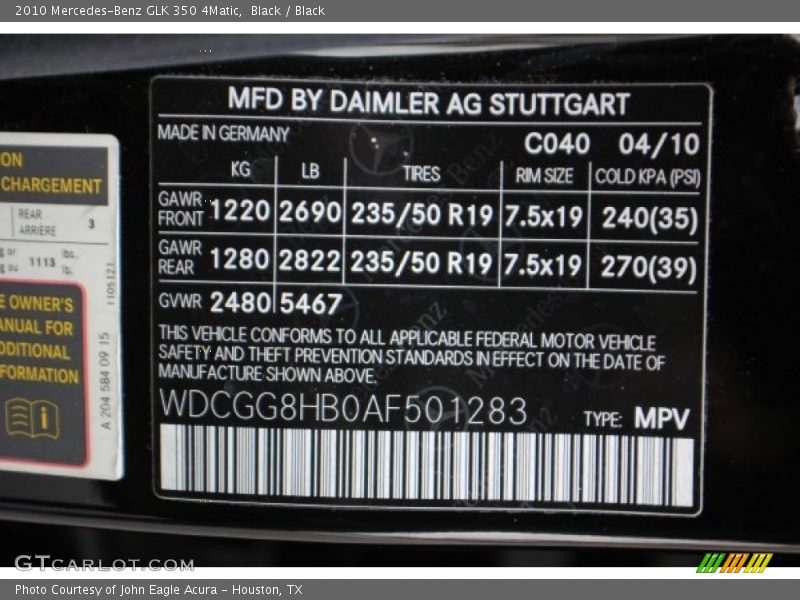 2010 Mercedes-Benz GLK 350 4Matic,  Black / Black
MFD BY DAIMLER AG STUTTGART
MADE IN GERMANY C040 04/10
KG LB TIRES RIM SIZE COLD KPA (PSI)
GAWR FRONT 1220 2690 235/50 R19 7.5x19 240(35)
GAWR REAR 1280 2822 235/50 R19 7.5x19 270(39)
GVWR 2480 5467
THIS VEHICLE CONFORMS TO ALL APPLICABLE FEDERAL MOTOR VEHICLE
SAFETY AND THEFT PREVENTION STANDARDS IN EFFECT ON THE DATE OF
MANUFACTURE SHOWN ABOVE.
WDCGG8HB0AF501283 TYPE: MPV
ON
CHARGEMENT
REAR
ARRIERE 3
1113 lbs.
lb.
E OWNER'S
ANUAL FOR
DDITIONAL
FORMATION
A 204 584 09 15
GTCARLOT.COM
Photo Courtesy of John Eagle Acura - Houston, TX